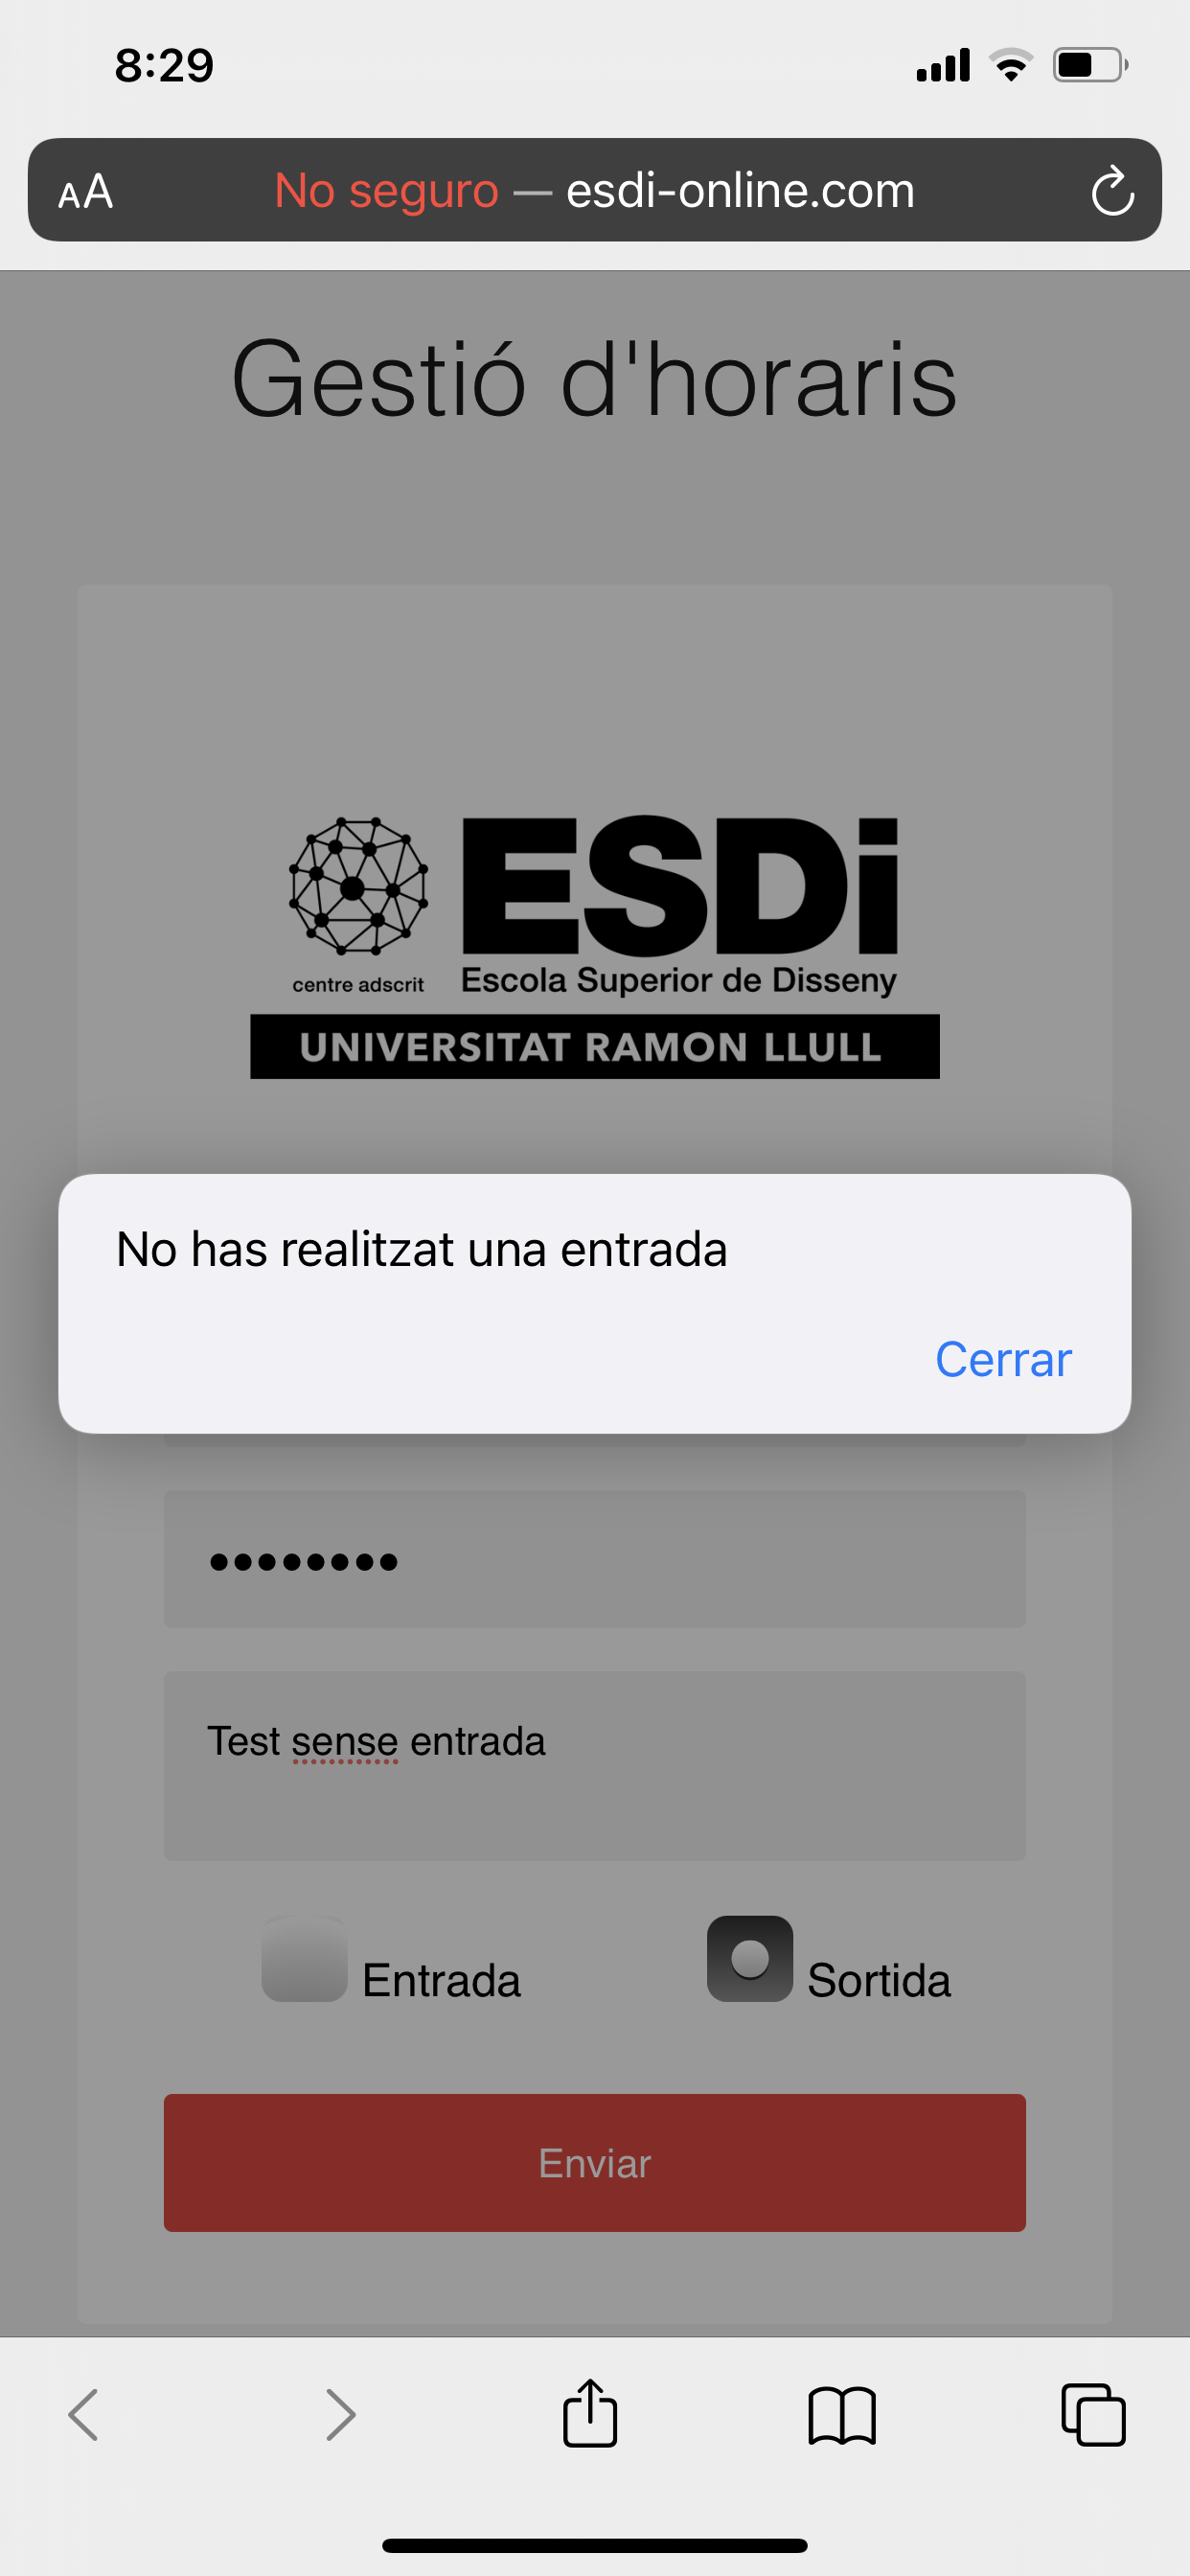 8:29
AA No seguro — esdi-online.com
Gestió d'horaris
ESDi
centre adscrit Escola Superior de Disseny
UNIVERSITAT RAMON LLULL
No has realitzat una entrada
Cerrar
••••••••
Test sense entrada
Entrada Sortida
Enviar